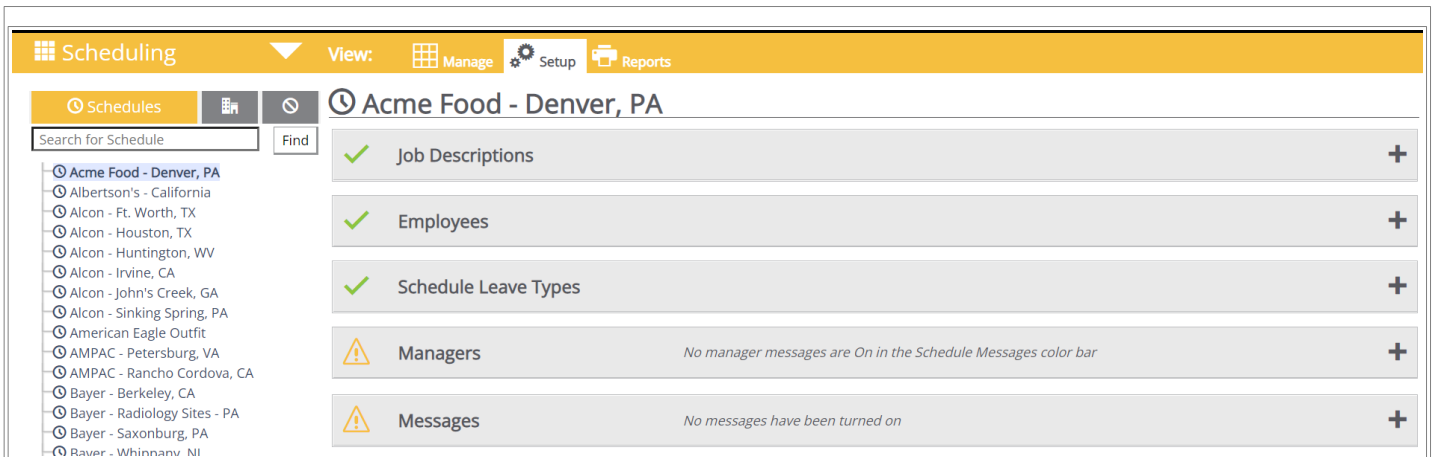 Scheduling View: Manage Setup Reports
Schedules
Acme Food - Denver, PA
Search for Schedule Find
Acme Food - Denver, PA
Albertson's - California
Alcon - Ft. Worth, TX
Alcon - Houston, TX
Alcon - Huntington, WV
Alcon - Irvine, CA
Alcon - John's Creek, GA
Alcon - Sinking Spring, PA
American Eagle Outfit
AMPAC - Petersburg, VA
AMPAC - Rancho Cordova, CA
Bayer - Berkeley, CA
Bayer - Radiology Sites - PA
Bayer - Saxonburg, PA
Bayer - Whippany, NJ
Job Descriptions
Employees
Schedule Leave Types
Managers No manager messages are On in the Schedule Messages color bar
Messages No messages have been turned on